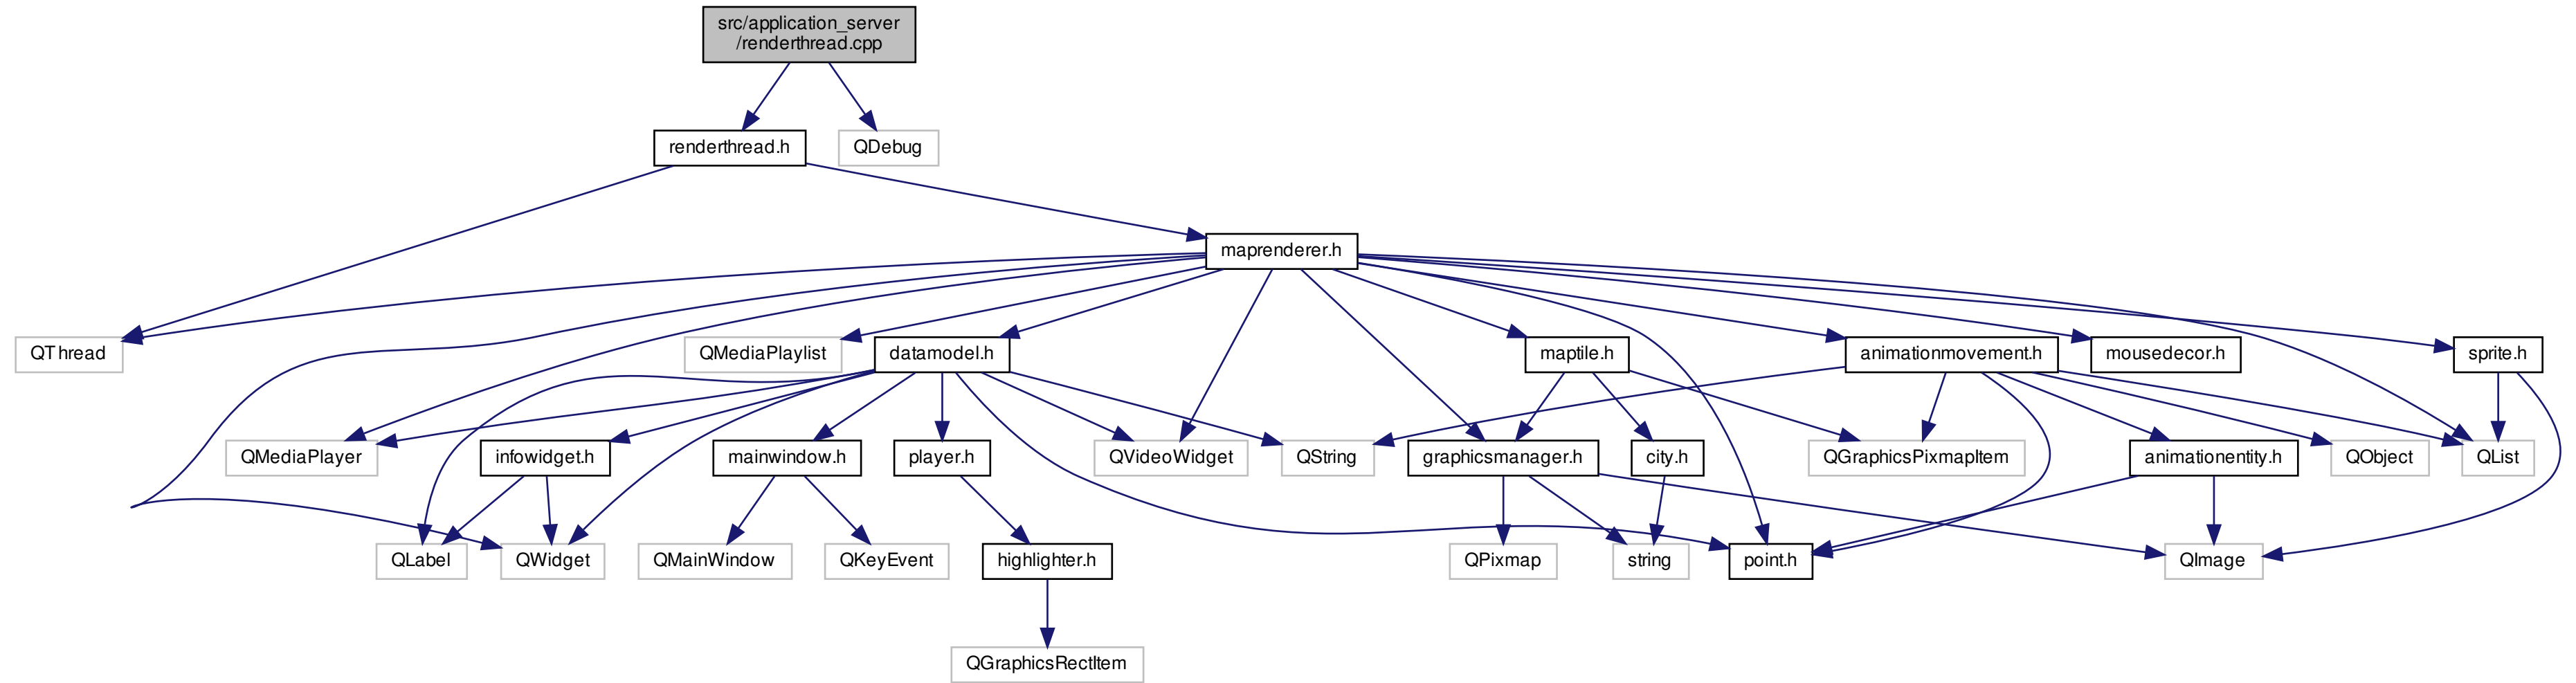 src/application_server
/renderthread.cpp
renderthread.h
QDebug
maprenderer.h
QThread
QMediaPlaylist
datamodel.h
maptile.h
animationmovement.h
mousedecor.h
sprite.h
QMediaPlayer
infowidget.h
mainwindow.h
player.h
QVideoWidget
QString
graphicsmanager.h
city.h
QGraphicsPixmapItem
animationentity.h
QObject
QList
QLabel
QWidget
QMainWindow
QKeyEvent
highlighter.h
QPixmap
string
point.h
QImage
QGraphicsRectItem